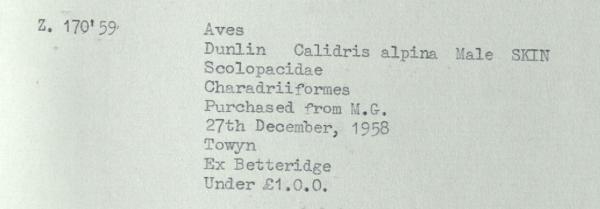 Z. 170'59 Aves
Dunlin Calidris alpina Male SKIN
Scolopacidae
Charadriiformes
Purchased from M.G.
27th December, 1958
Towyn
Ex Betteridge
Under £1.0.0.